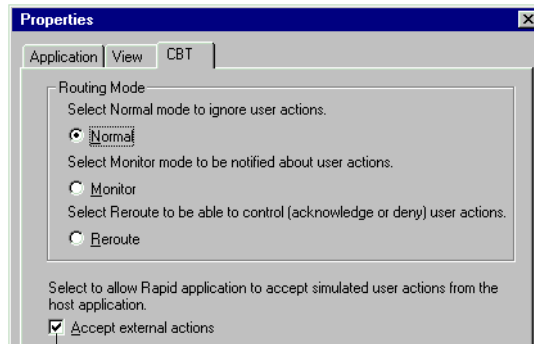 Properties
Application View CBT
Routing Mode
Select Normal mode to ignore user actions.
Normal
Select Monitor mode to be notified about user actions.
Monitor
Select Reroute to be able to control (acknowledge or deny) user actions.
Reroute
Select to allow Rapid application to accept simulated user actions from the
host application.
Accept external actions